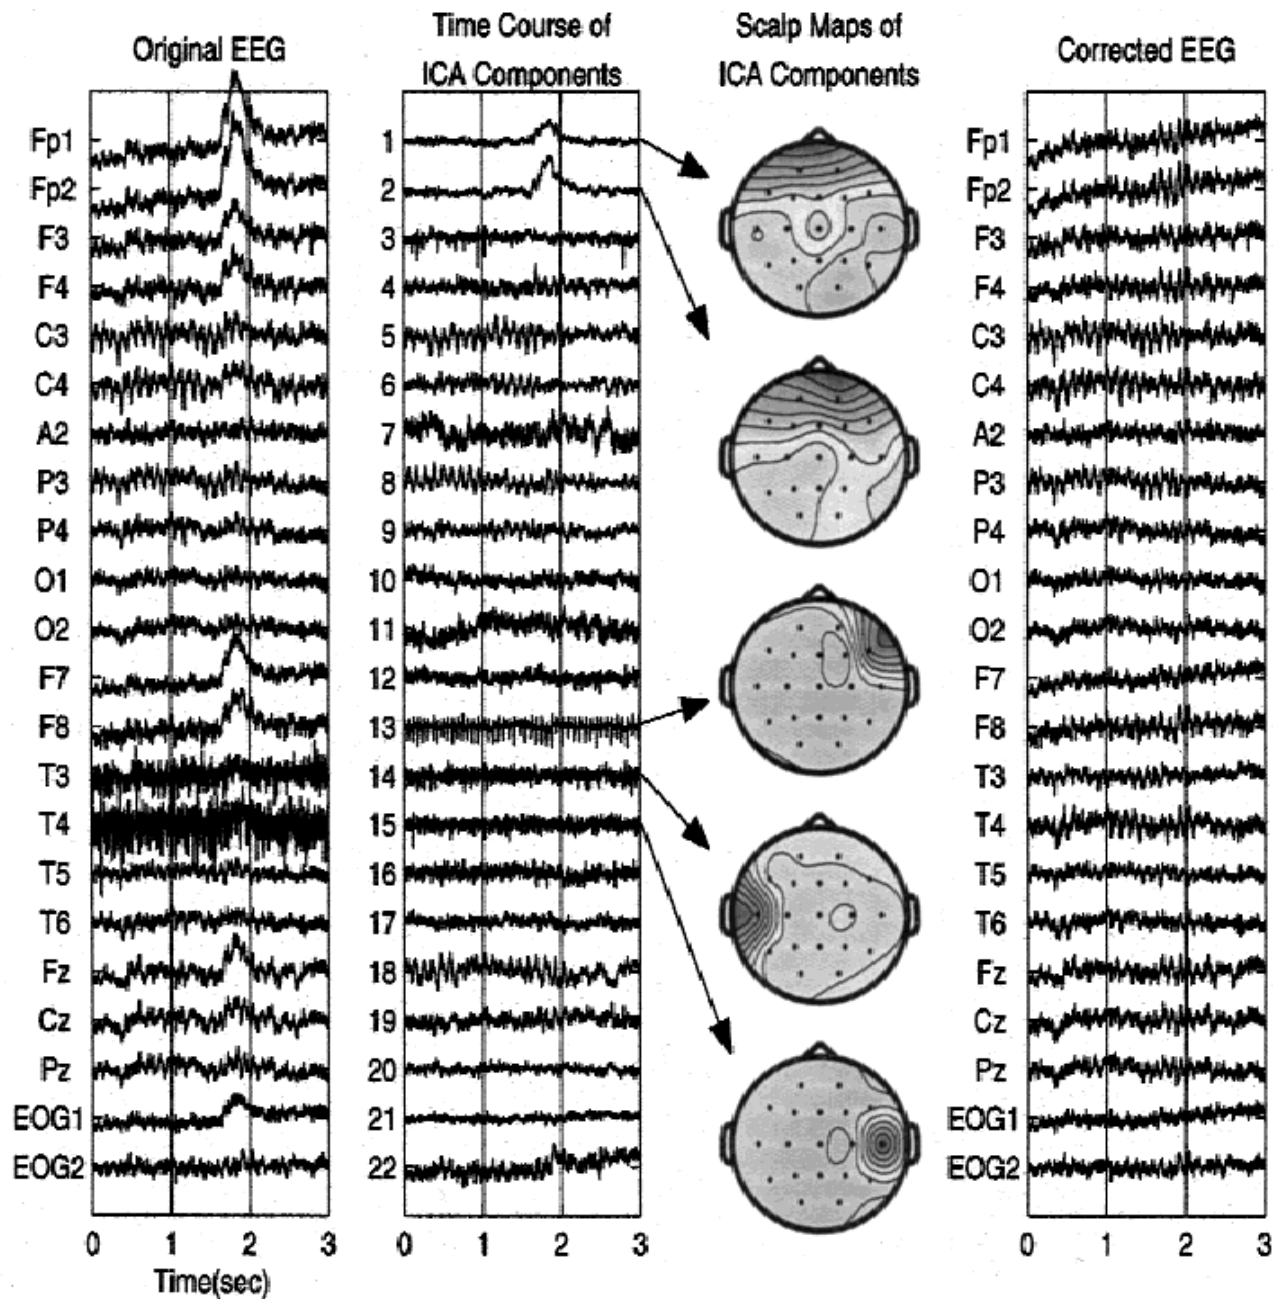 Original EEG
Fp1
Fp2
F3
F4
C3
C4
A2
P3
P4
O1
O2
F7
F8
T3
T4
T5
T6
Fz
Cz
Pz
EOG1
EOG2
0 1 2 3
Time(sec)
Time Course of
ICA Components
1
2
3
4
5
6
7
8
9
10
11
12
13
14
15
16
17
18
19
20
21
22
0 1 2 3
Scalp Maps of
ICA Components
Corrected EEG
Fp1
Fp2
F3
F4
C3
C4
A2
P3
P4
O1
O2
F7
F8
T3
T4
T5
T6
Fz
Cz
Pz
EOG1
EOG2
0 1 2 3